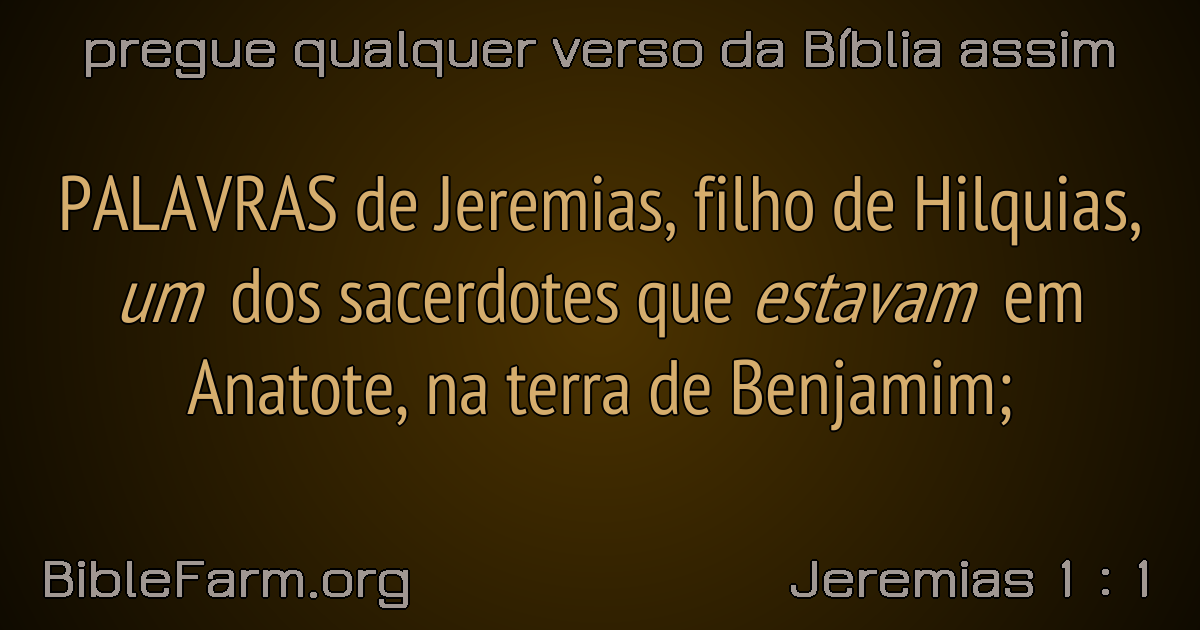 pregue qualquer verso da Bíblia assim
PALAVRAS de Jeremias, filho de Hilquias,
um dos sacerdotes que estavam em
Anatote, na terra de Benjamim;
BibleFarm.org
Jeremias 1 : 1